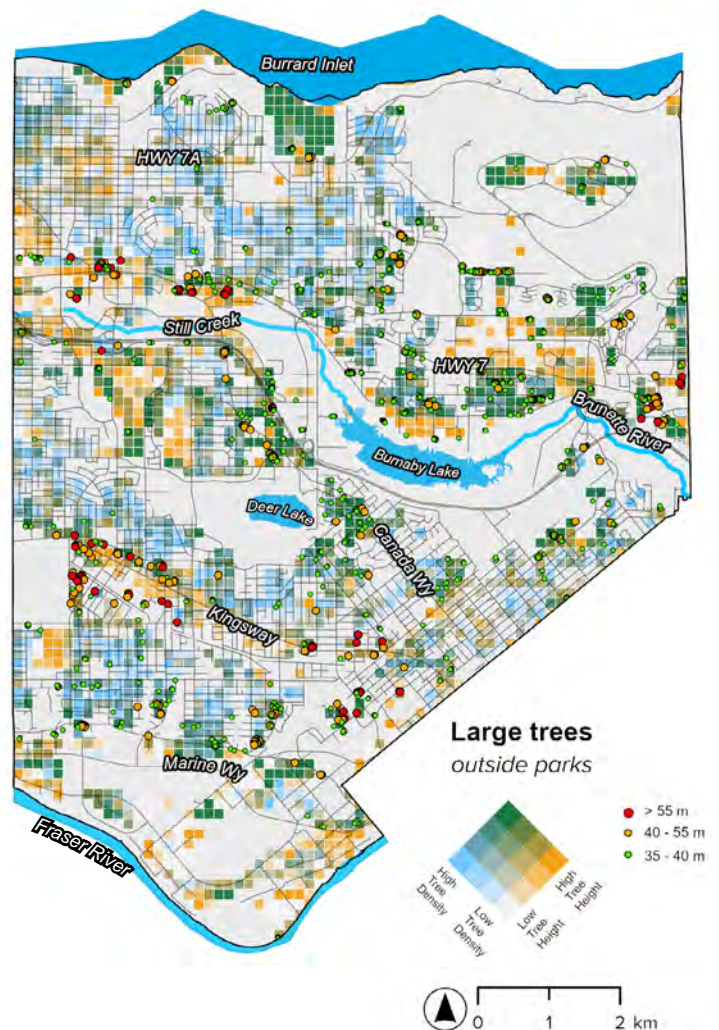 Burrard Inlet
HWY 7A
Still Creek
HWY 7
Brunette River
Burnaby Lake
Deer Lake
Canada Wy
Kingsway
Marine Wy
Fraser River
Large trees
outside parks
> 55 m
40 - 55 m
35 - 40 m
High
Tree
Density
Low
Tree
Density
Low
Tree
Height
High
Tree
Height
0 1 2 km